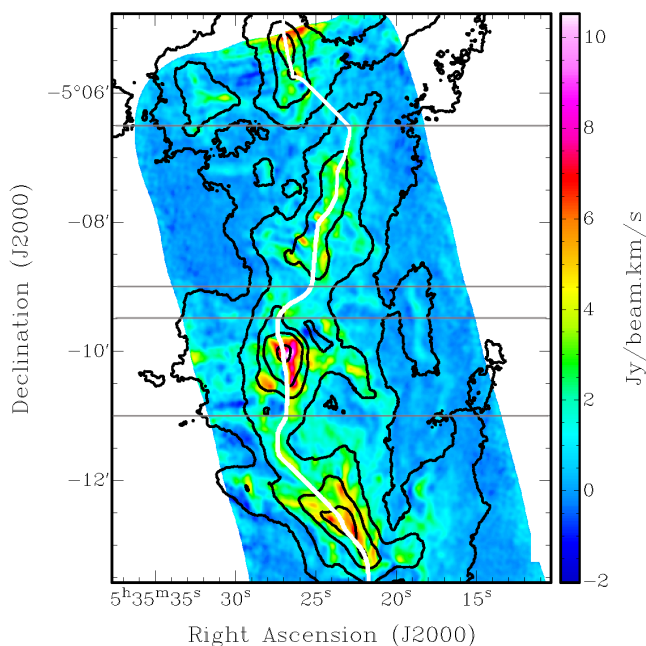 10
8
6
4
2
0
−2
Jy/beam.km/s
−5°06′
−08′
−10′
−12′
Declination (J2000)
5ʰ35ᵐ35ˢ
30ˢ
25ˢ
20ˢ
15ˢ
Right Ascension (J2000)